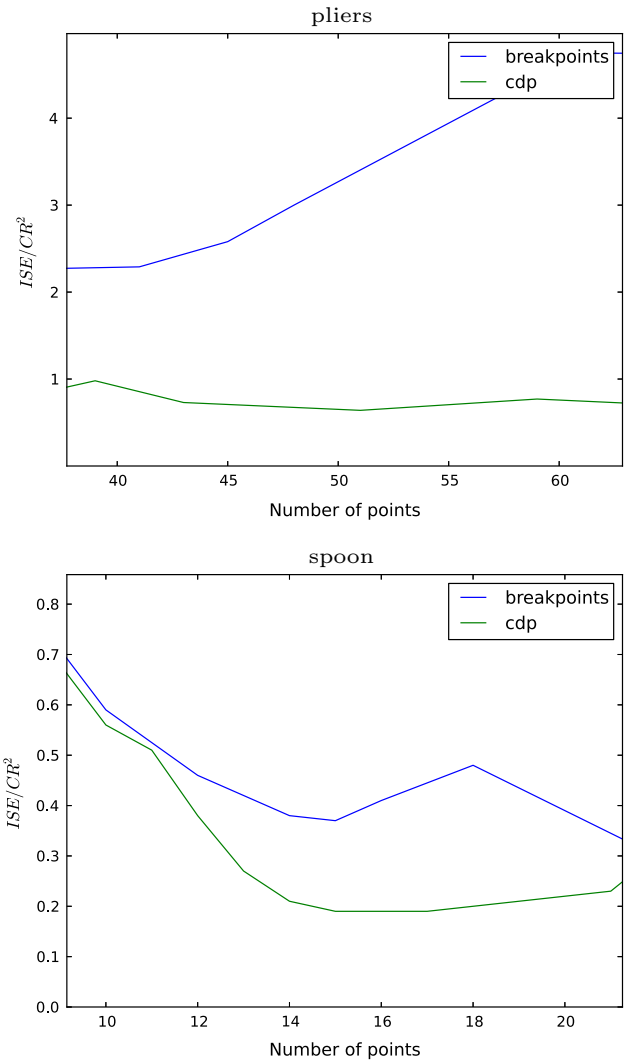 pliers
breakpoints
cdp
4
3
2
1
ISE/CR²
40 45 50 55 60
Number of points
spoon
breakpoints
cdp
0.8
0.7
0.6
0.5
0.4
0.3
0.2
0.1
0.0
ISE/CR²
10 12 14 16 18 20
Number of points